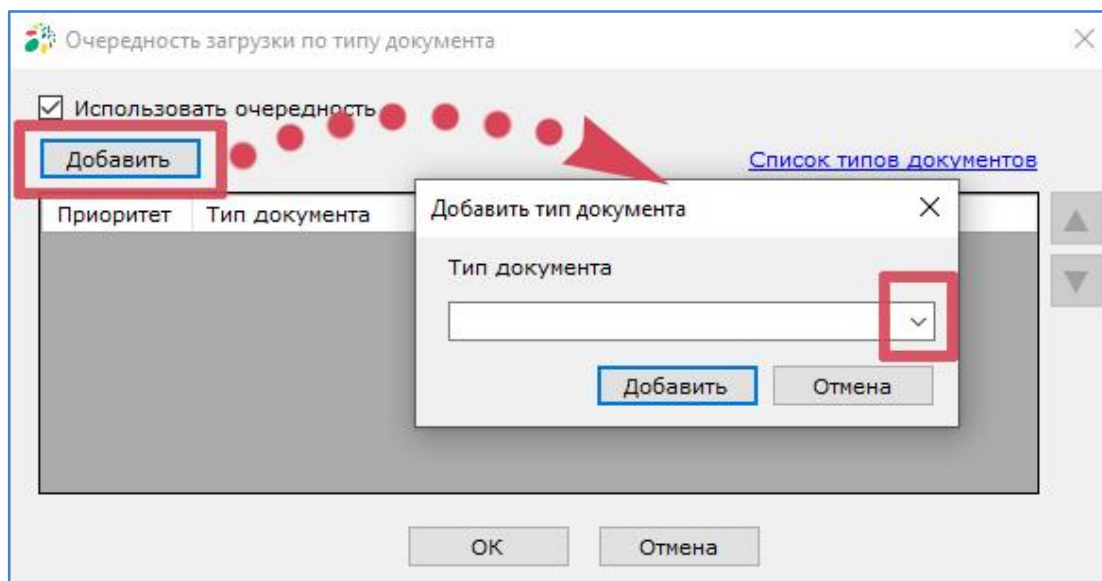 Очередность загрузки по типу документа
Использовать очередность
Добавить
Список типов документов
Приоритет Тип документа
Добавить тип документа
Тип документа
Добавить Отмена
ОК Отмена